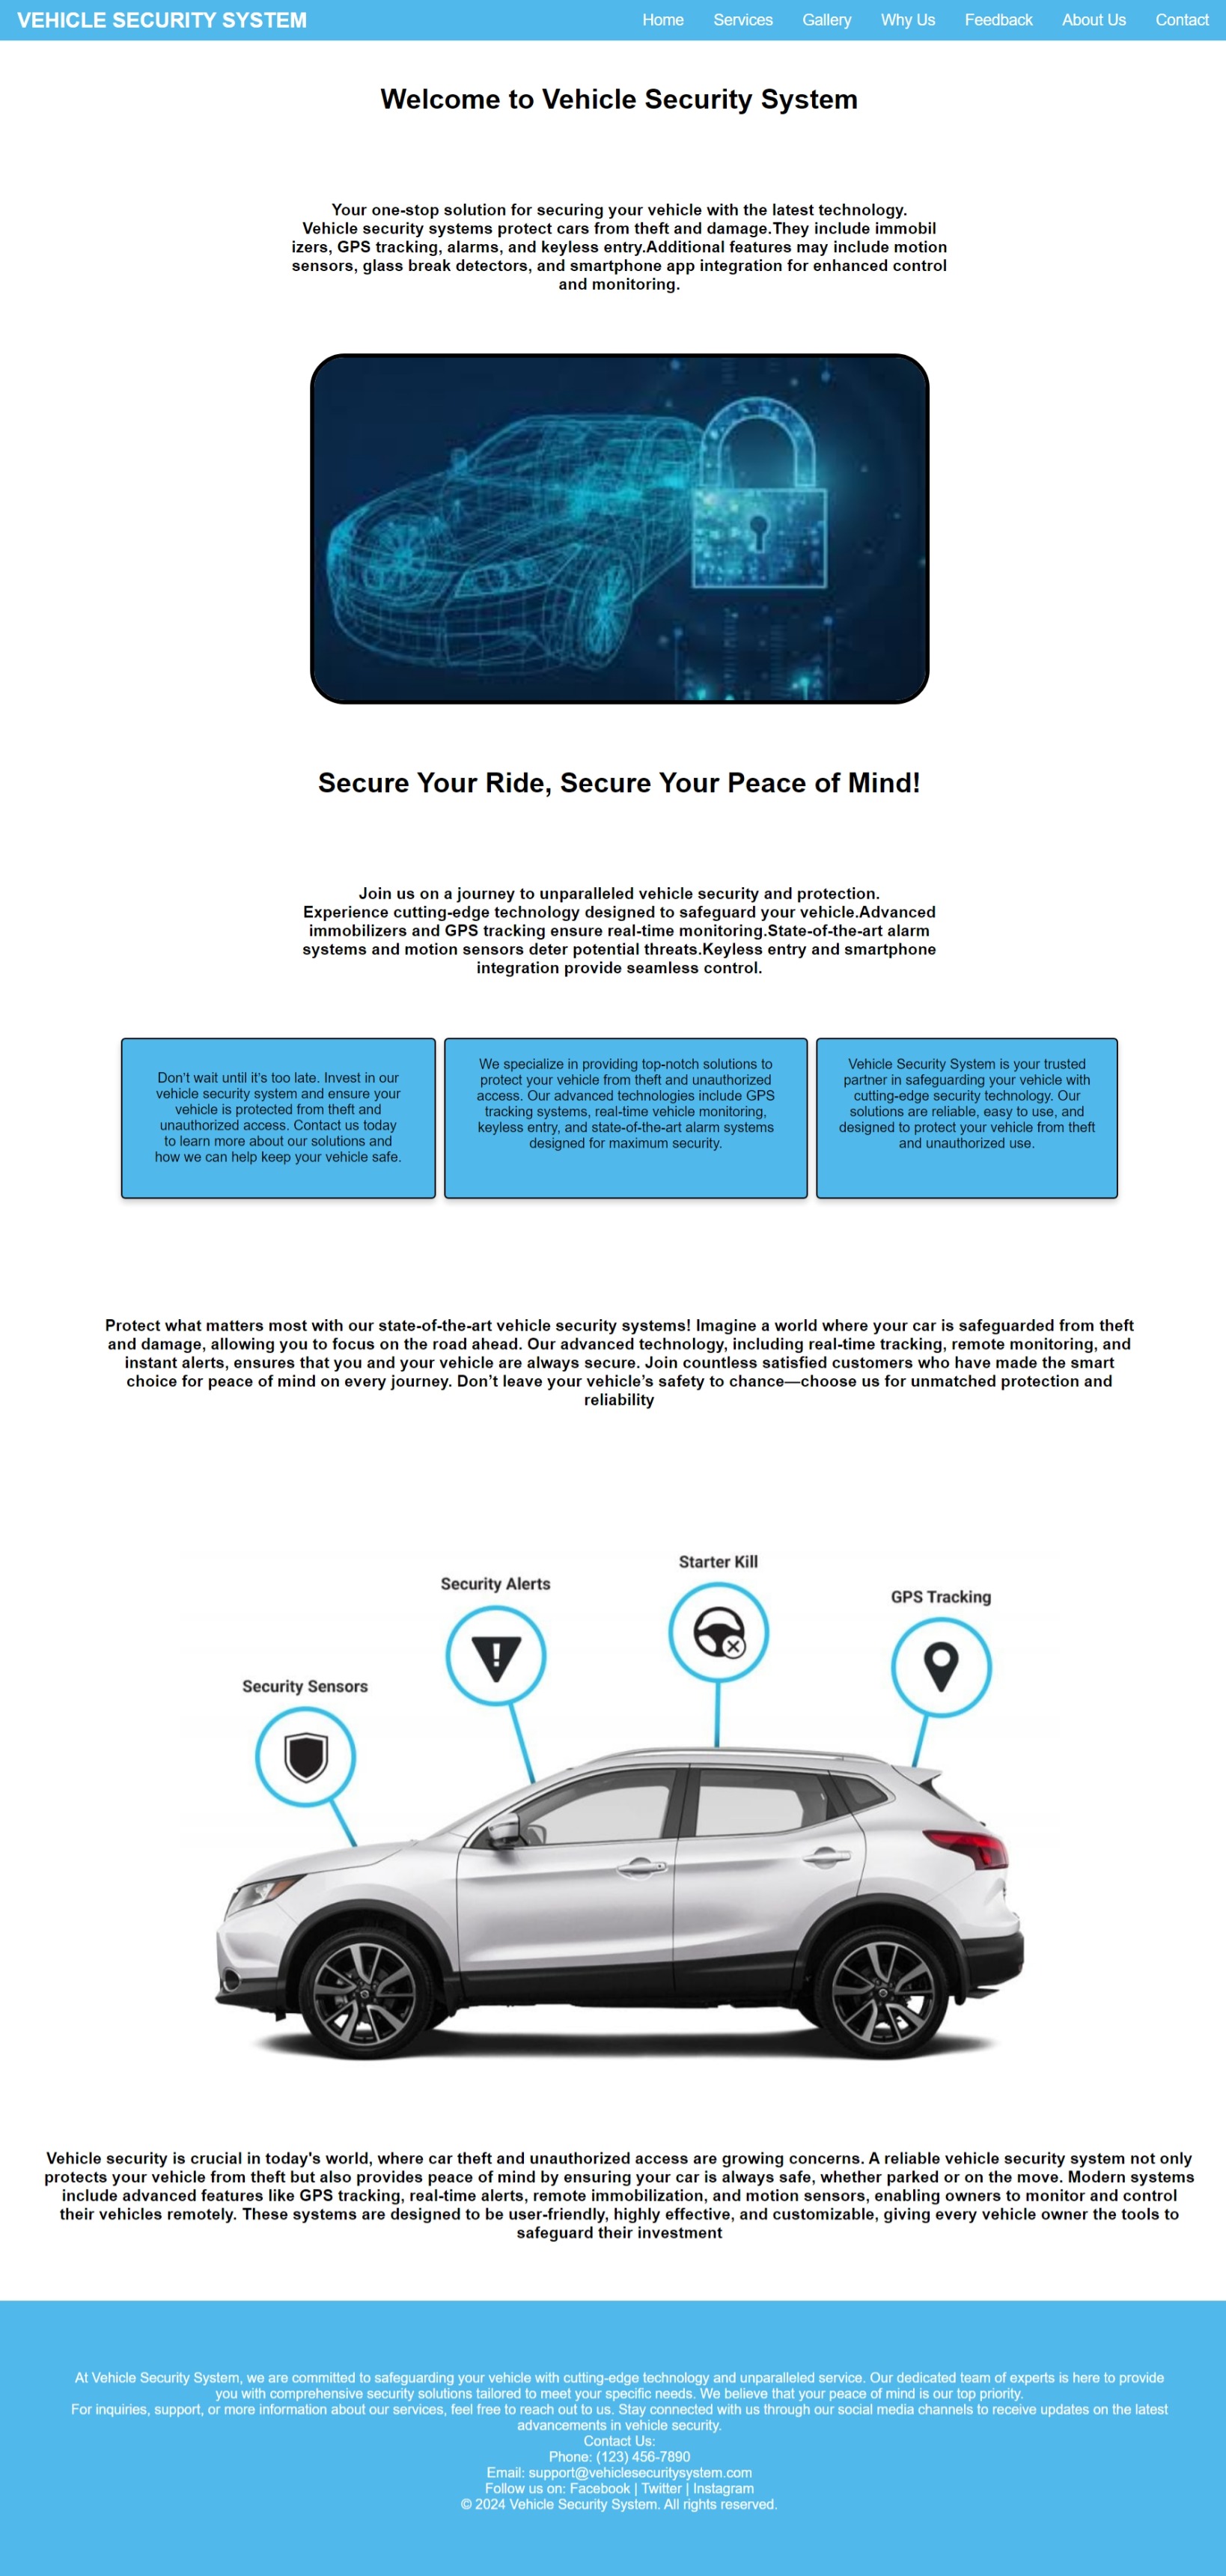 VEHICLE SECURITY SYSTEM
Home Services Gallery Why Us Feedback About Us Contact
Welcome to Vehicle Security System
Your one-stop solution for securing your vehicle with the latest technology.
Vehicle security systems protect cars from theft and damage.They include immobil
izers, GPS tracking, alarms, and keyless entry.Additional features may include motion
sensors, glass break detectors, and smartphone app integration for enhanced control
and monitoring.
Secure Your Ride, Secure Your Peace of Mind!
Join us on a journey to unparalleled vehicle security and protection.
Experience cutting-edge technology designed to safeguard your vehicle.Advanced
immobilizers and GPS tracking ensure real-time monitoring.State-of-the-art alarm
systems and motion sensors deter potential threats.Keyless entry and smartphone
integration provide seamless control.
Don't wait until it's too late. Invest in our
vehicle security system and ensure your
vehicle is protected from theft and
unauthorized access. Contact us today
to learn more about our solutions and
how we can help keep your vehicle safe.
We specialize in providing top-notch solutions to
protect your vehicle from theft and unauthorized
access. Our advanced technologies include GPS
tracking systems, real-time vehicle monitoring,
keyless entry, and state-of-the-art alarm systems
designed for maximum security.
Vehicle Security System is your trusted
partner in safeguarding your vehicle with
cutting-edge security technology. Our
solutions are reliable, easy to use, and
designed to protect your vehicle from theft
and unauthorized use.
Protect what matters most with our state-of-the-art vehicle security systems! Imagine a world where your car is safeguarded from theft
and damage, allowing you to focus on the road ahead. Our advanced technology, including real-time tracking, remote monitoring, and
instant alerts, ensures that you and your vehicle are always secure. Join countless satisfied customers who have made the smart
choice for peace of mind on every journey. Don’t leave your vehicle’s safety to chance—choose us for unmatched protection and
reliability
Starter Kill
Security Alerts
GPS Tracking
Security Sensors
Vehicle security is crucial in today's world, where car theft and unauthorized access are growing concerns. A reliable vehicle security system not only
protects your vehicle from theft but also provides peace of mind by ensuring your car is always safe, whether parked or on the move. Modern systems
include advanced features like GPS tracking, real-time alerts, remote immobilization, and motion sensors, enabling owners to monitor and control
their vehicles remotely. These systems are designed to be user-friendly, highly effective, and customizable, giving every vehicle owner the tools to
safeguard their investment
At Vehicle Security System, we are committed to safeguarding your vehicle with cutting-edge technology and unparalleled service. Our dedicated team of experts is here to provide
you with comprehensive security solutions tailored to meet your specific needs. We believe that your peace of mind is our top priority.
For inquiries, support, or more information about our services, feel free to reach out to us. Stay connected with us through our social media channels to receive updates on the latest
advancements in vehicle security.
Contact Us:
Phone: (123) 456-7890
Email: support@vehiclesecuritysystem.com
Follow us on: Facebook | Twitter | Instagram
© 2024 Vehicle Security System. All rights reserved.